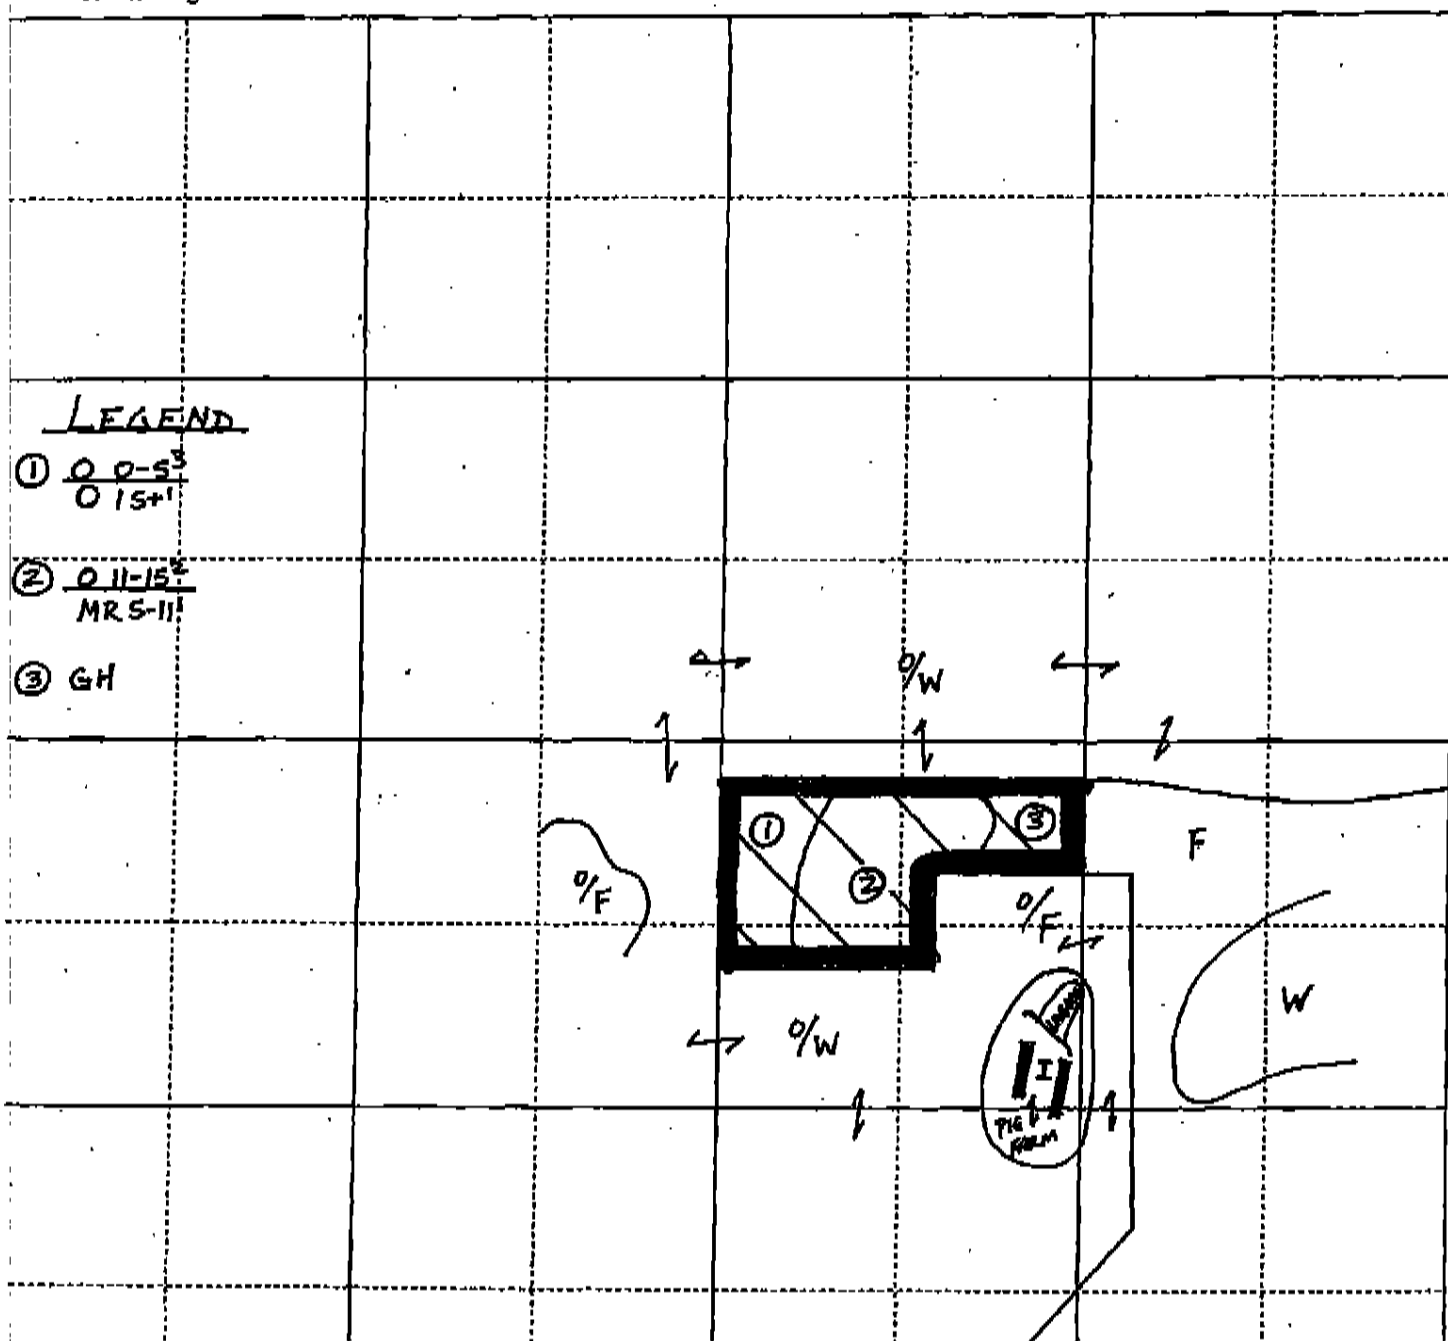 LEGEND
① O 0-5³
O 15+¹
② O 11-15²
MR 5-11¹
③ GH
O/W
①
③
F
②
O/F
O/F
W
O/W
I
PIG
FARM